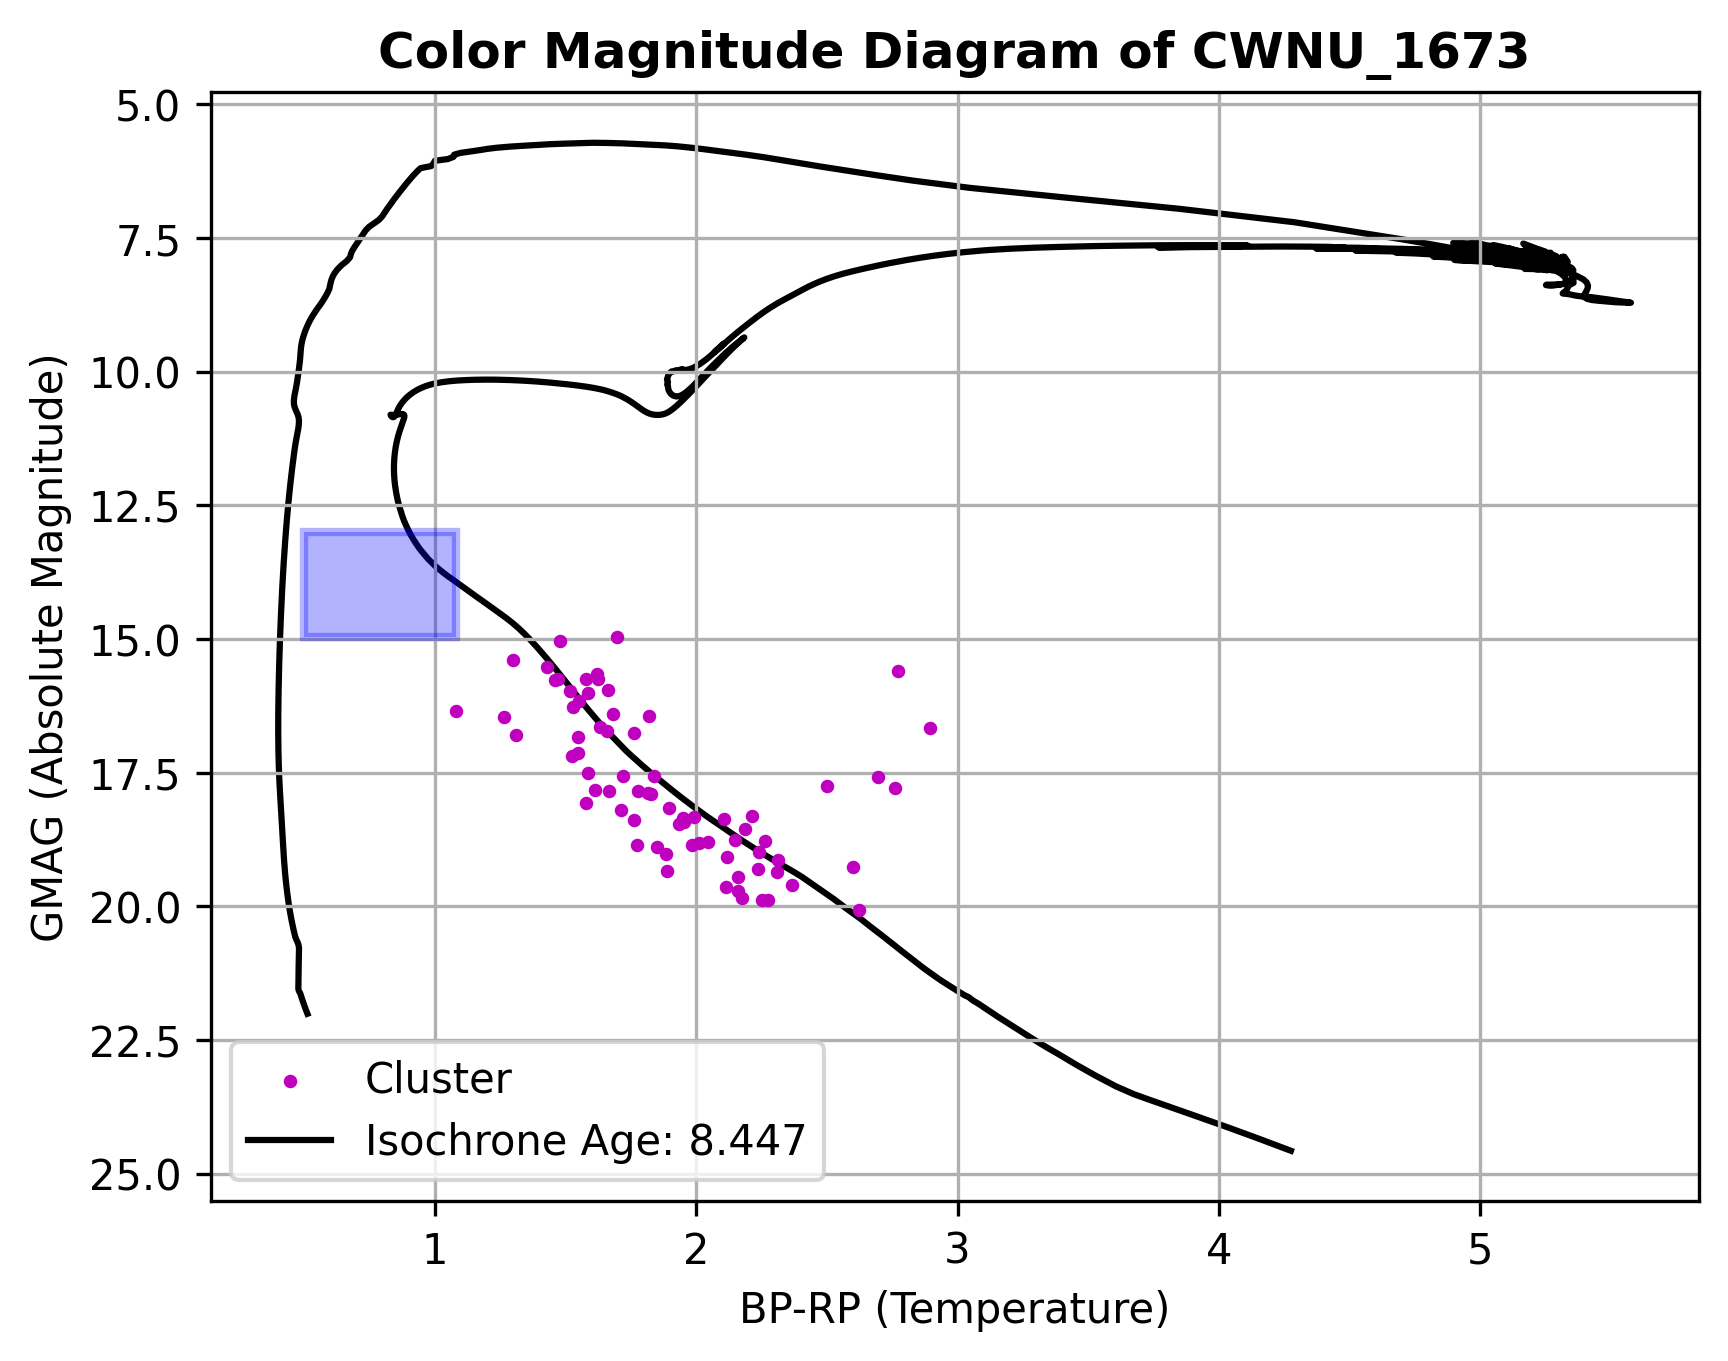 Color Magnitude Diagram of CWNU_1673
GMAG (Absolute Magnitude)
5.0
7.5
10.0
12.5
15.0
17.5
20.0
22.5
25.0
Cluster
Isochrone Age: 8.447
1
2
3
4
5
BP-RP (Temperature)